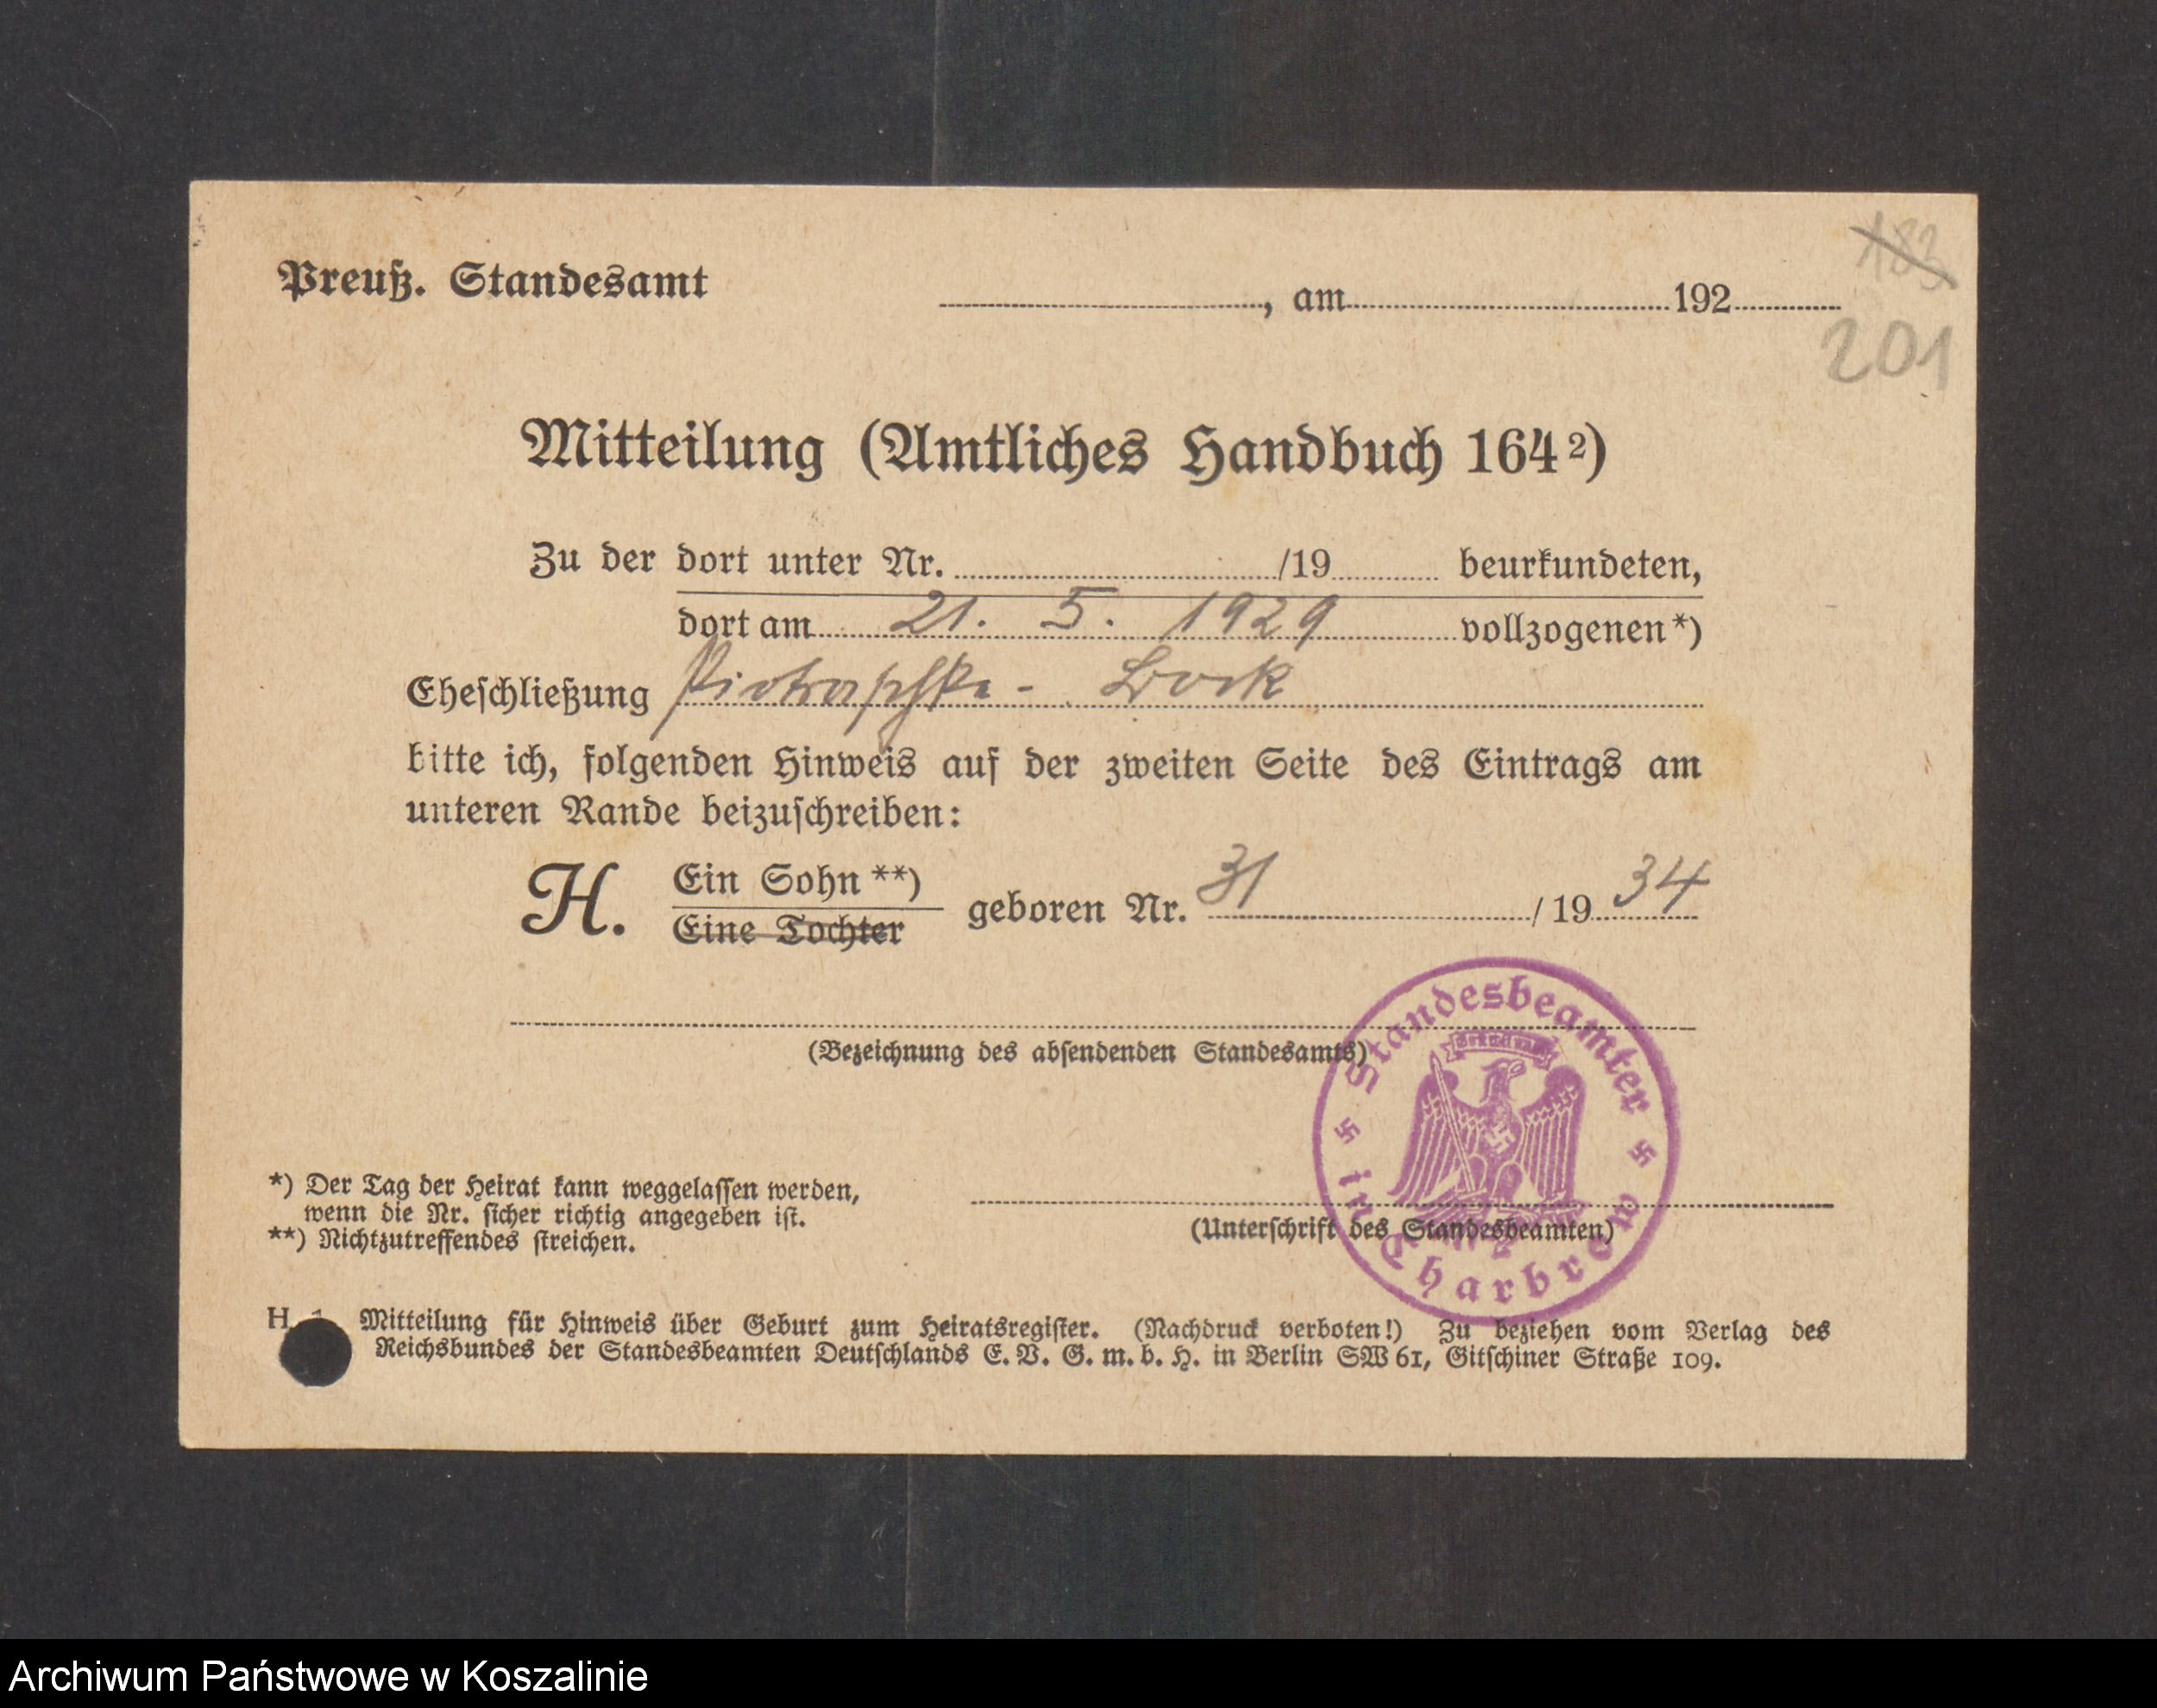 183
Preuß. Standesamt
, am 192
201
Mitteilung (Amtliches Handbuch 164²)
Zu der dort unter Nr. /19 beurkundeten,
dort am 21. 5. 1929 vollzogenen*)
Eheschließung - Bock
bitte ich, folgenden Hinweis auf der zweiten Seite des Eintrags am
unteren Rande beizuschreiben:
H. Ein Sohn**)
Eine Tochter
geboren Nr. 31 /1934
(Bezeichnung des absendenden Standesamts)
Standesbeamter
Charbrow
*) Der Tag der Heirat kann weggelassen werden,
wenn die Nr. sicher richtig angegeben ist.
**) Nichtzutreffendes streichen.
(Unterschrift des Standesbeamten)
H Mitteilung für Hinweis über Geburt zum Heiratsregister. (Nachdruck verboten!) Zu beziehen vom Verlag des
Reichsbundes der Standesbeamten Deutschlands E. V. G. m. b. H. in Berlin SW 61, Gitschiner Straße 109.
Archiwum Państwowe w Koszalinie